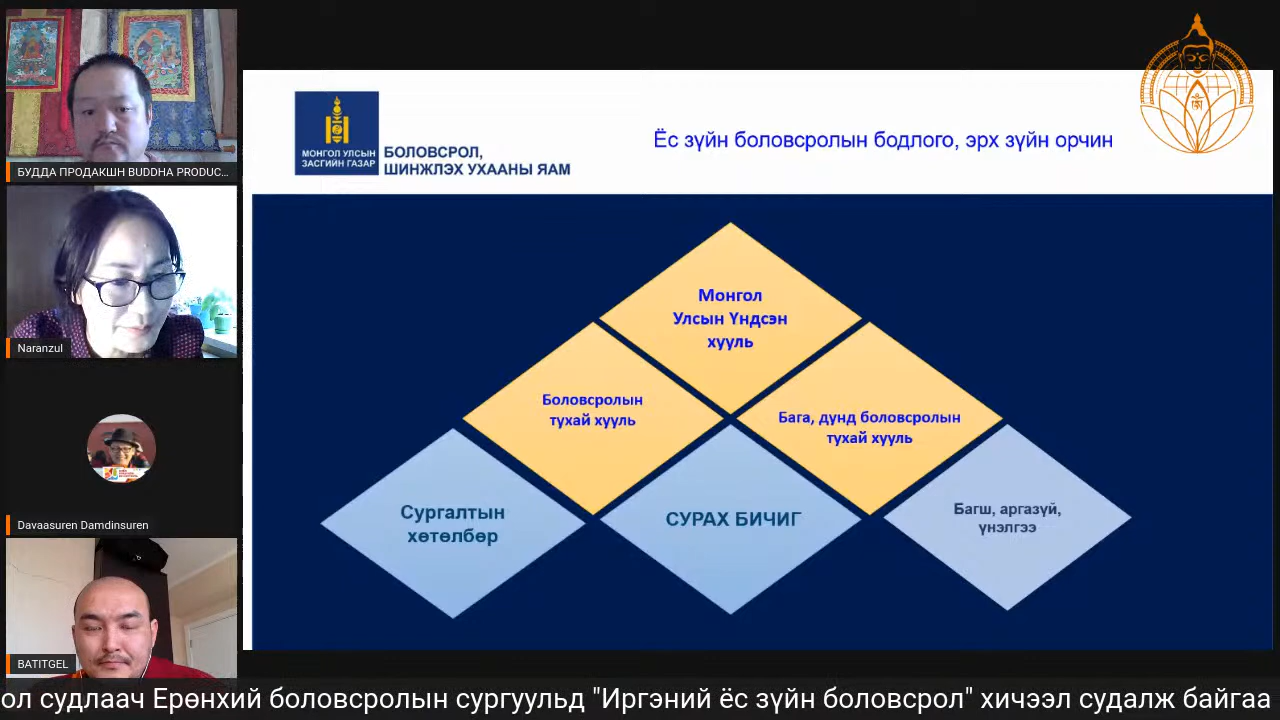 БУДДА ПРОДАКШН BUDDHA PRODUC...
Naranzul
Davaasuren Damdinsuren
BATITGEL
МОНГОЛ УЛСЫН
ЗАСГИЙН ГАЗАР
БОЛОВСРОЛ,
ШИНЖЛЭХ УХААНЫ ЯАМ
Ёс зүйн боловсролын бодлого, эрх зүйн орчин
Монгол
Улсын Үндсэн
хууль
Боловсролын
тухай хууль
Бага, дунд боловсролын
тухай хууль
Сургалтын
хөтөлбөр
СУРАХ БИЧИГ
Багш, аргазүй,
үнэлгээ
ол судлаач Ерөнхий боловсролын сургуульд "Иргэний ёс зүйн боловсрол" хичээл судалж байгаа